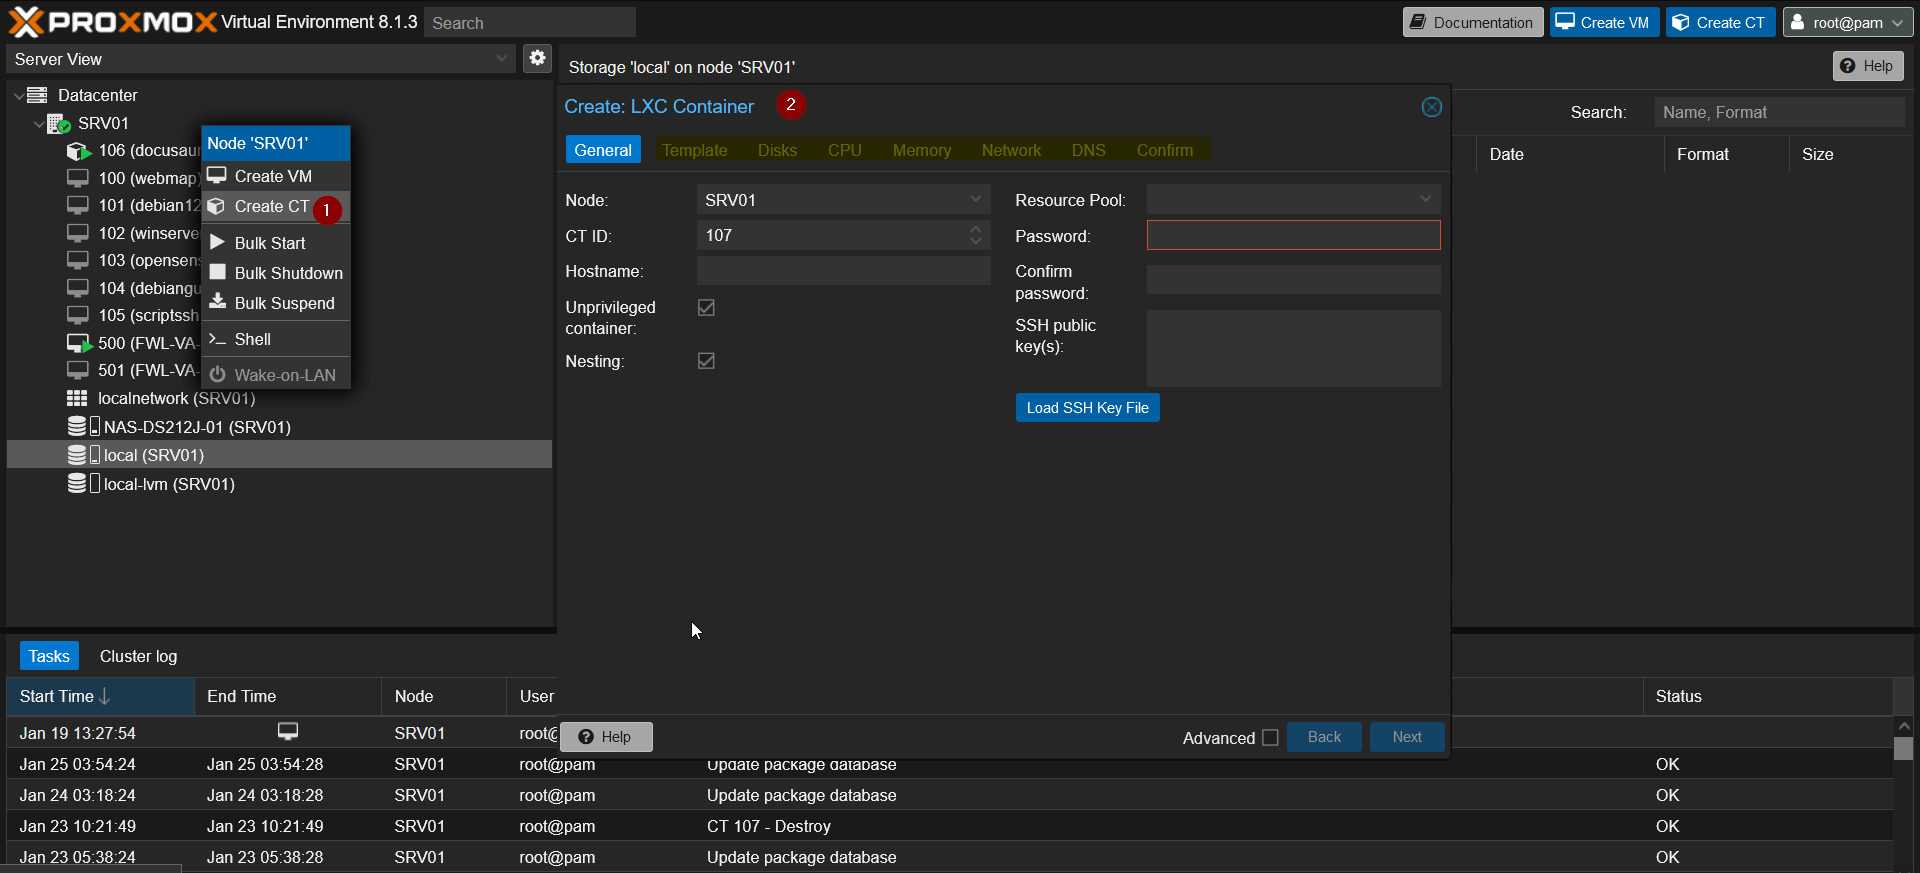 PROXMOX Virtual Environment 8.1.3 Search Documentation Create VM Create CT root@pam
Server View
Storage 'local' on node 'SRV01' Help
Datacenter
SRV01
106 (docusau
100 (webmap)
101 (debian12
102 (winserve
103 (opensens
104 (debiangu
105 (scriptssh
500 (FWL-VA-
501 (FWL-VA-
localnetwork (SRV01)
NAS-DS212J-01 (SRV01)
local (SRV01)
local-lvm (SRV01)
Node 'SRV01'
Create VM
Create CT 1
Bulk Start
Bulk Shutdown
Bulk Suspend
Shell
Wake-on-LAN
Create: LXC Container 2
General Template Disks CPU Memory Network DNS Confirm
Node: SRV01
CT ID: 107
Hostname:
Unprivileged
container:
Nesting:
Resource Pool:
Password:
Confirm
password:
SSH public
key(s):
Load SSH Key File
Help Advanced Back Next
Search: Name, Format
Date Format Size
Tasks Cluster log
Start Time End Time Node User Status
Jan 19 13:27:54 SRV01 root@
Jan 25 03:54:24 Jan 25 03:54:28 SRV01 root@pam Update package database OK
Jan 24 03:18:24 Jan 24 03:18:28 SRV01 root@pam Update package database OK
Jan 23 10:21:49 Jan 23 10:21:49 SRV01 root@pam CT 107 - Destroy OK
Jan 23 05:38:24 Jan 23 05:38:28 SRV01 root@pam Update package database OK